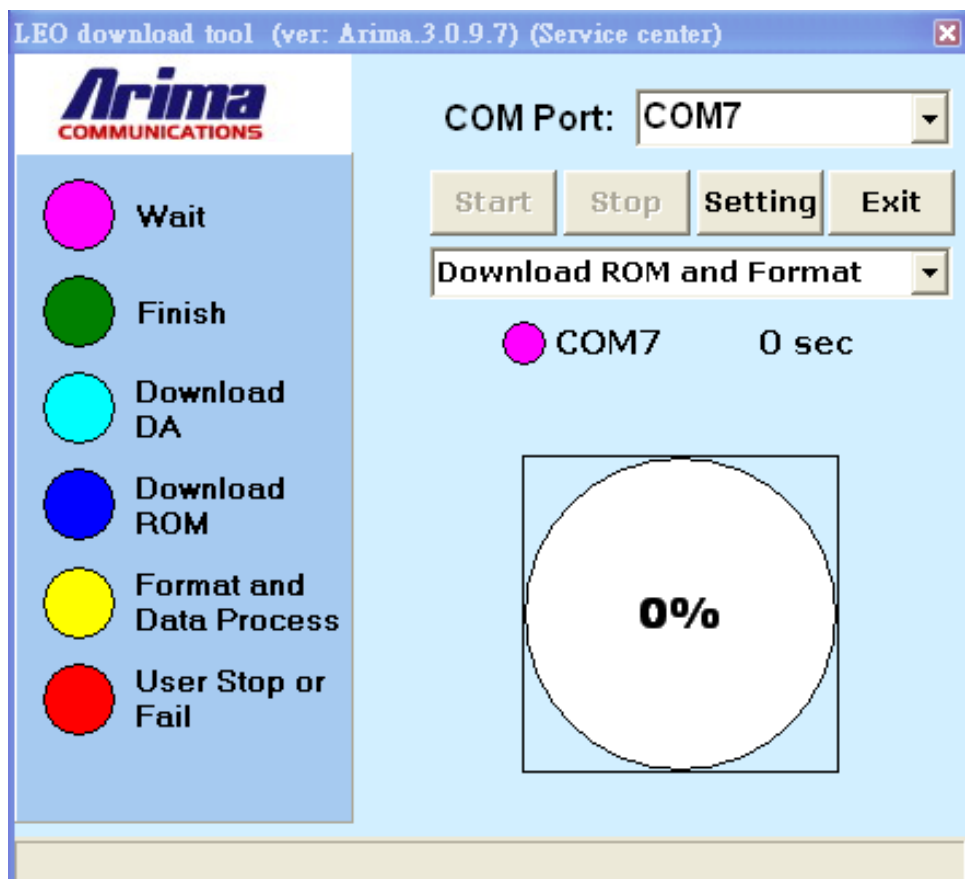 LEO download tool (ver: Arima.3.0.9.7) (Service center)
Arima
COMMUNICATIONS
COM Port: COM7
Start Stop Setting Exit
Download ROM and Format
COM7 0 sec
0%
Wait
Finish
Download
DA
Download
ROM
Format and
Data Process
User Stop or
Fail